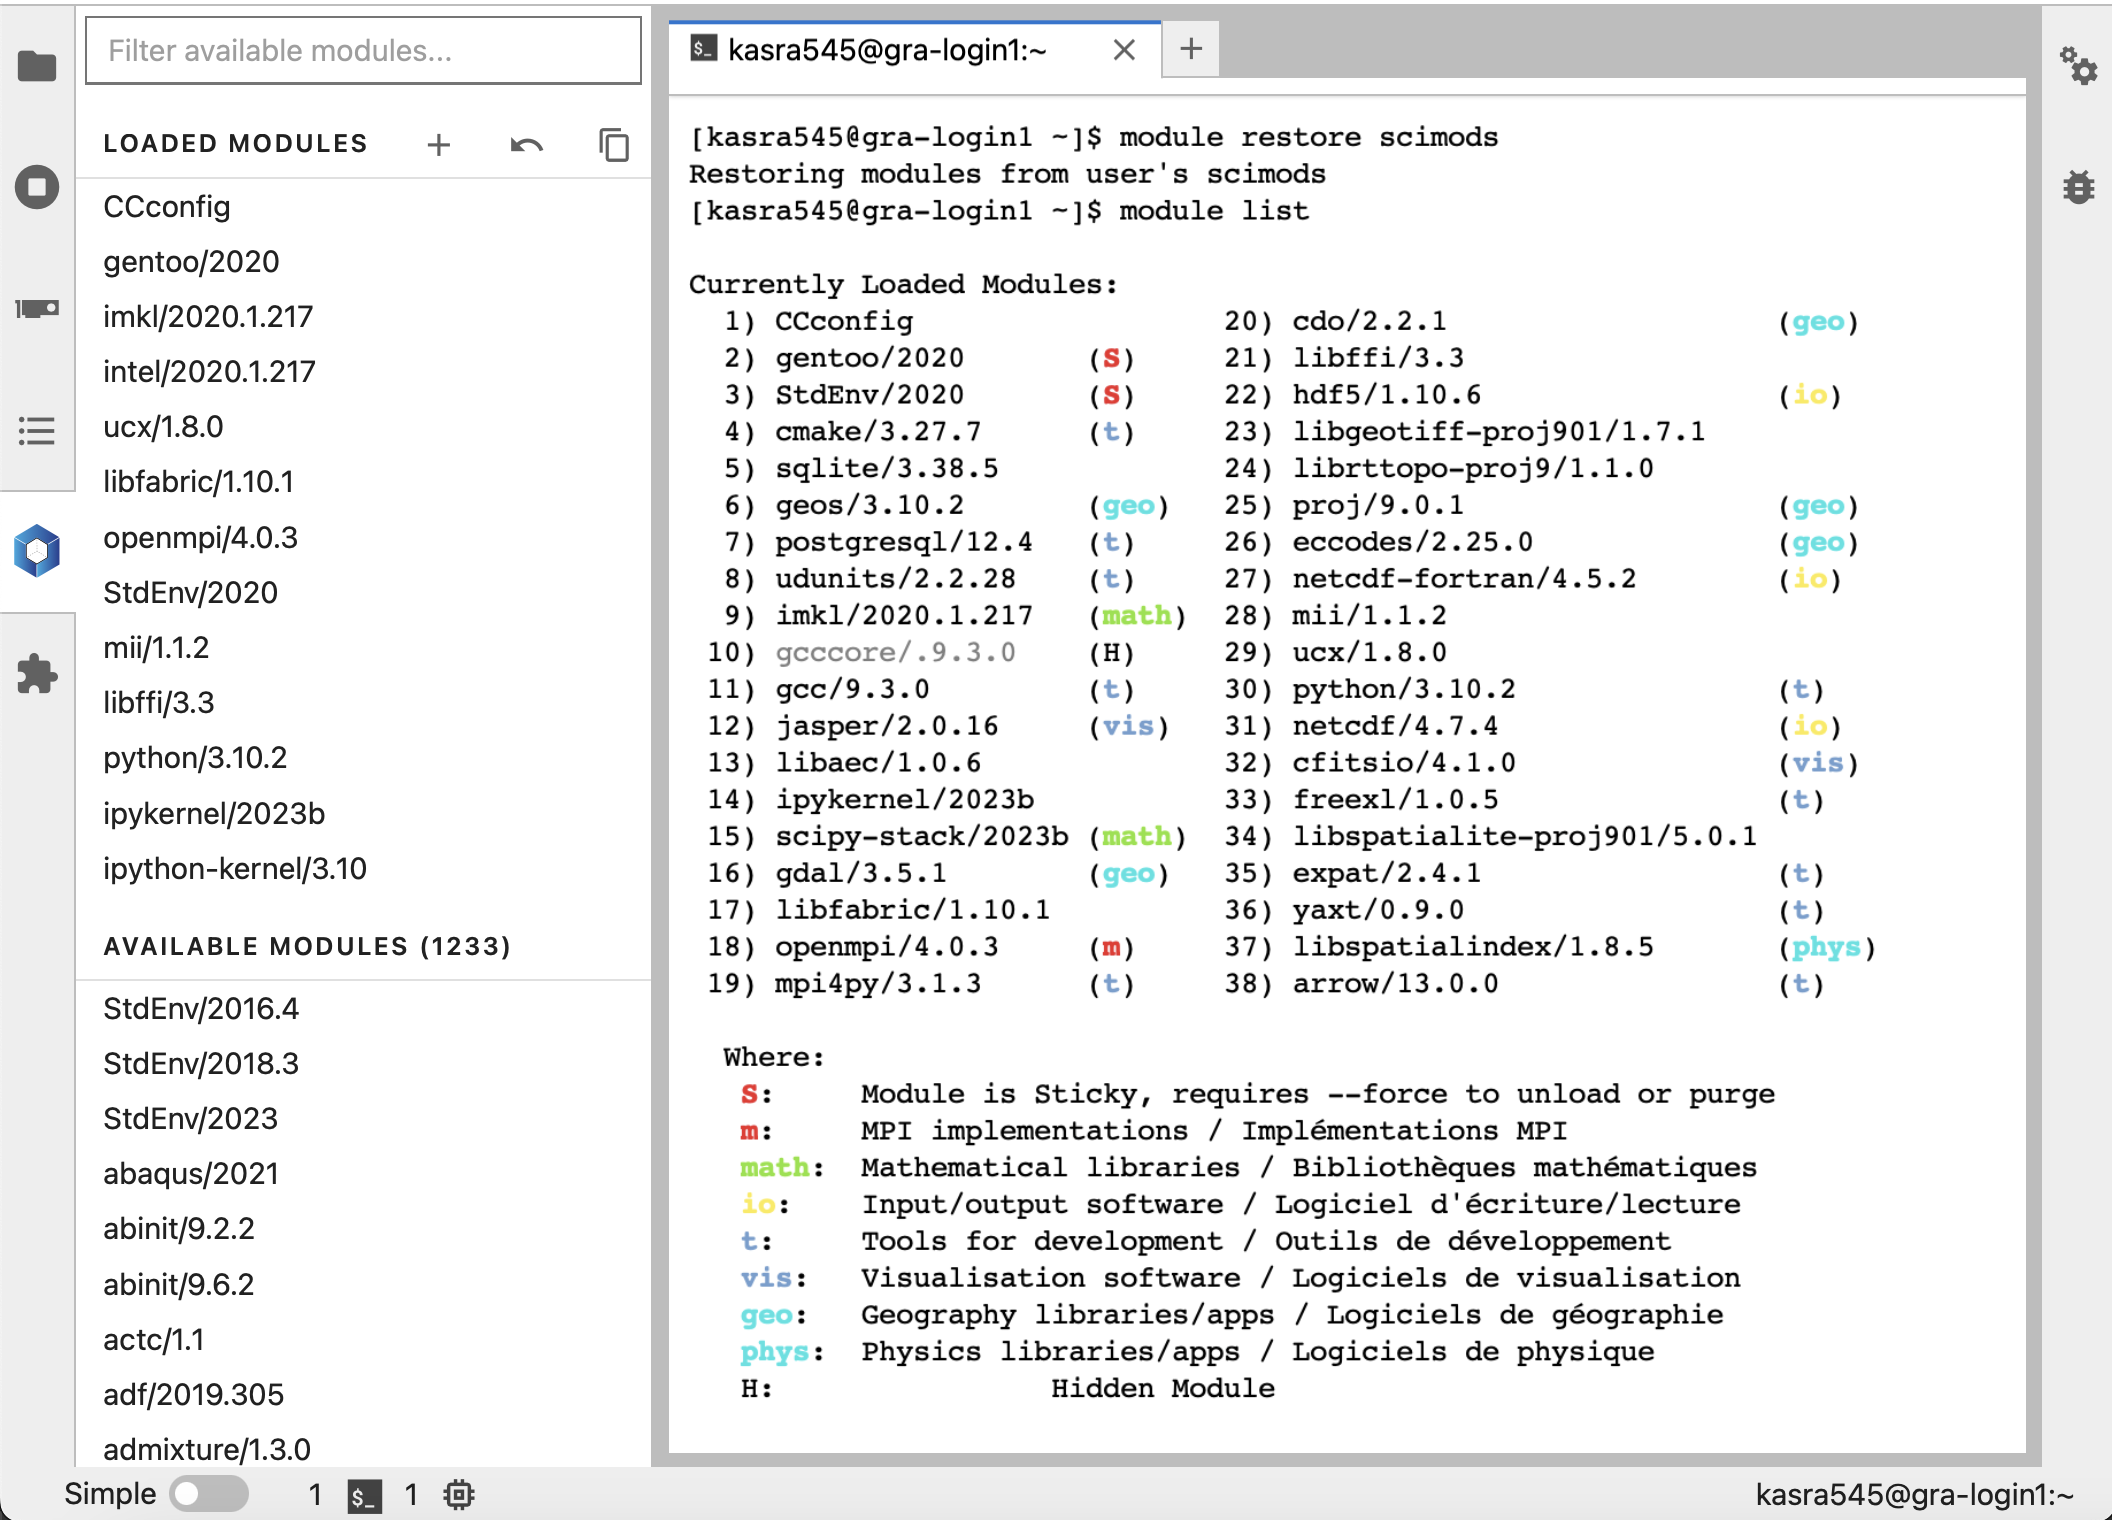 Filter available modules...
LOADED MODULES
CCconfig
gentoo/2020
imkl/2020.1.217
intel/2020.1.217
ucx/1.8.0
libfabric/1.10.1
openmpi/4.0.3
StdEnv/2020
mii/1.1.2
libffi/3.3
python/3.10.2
ipykernel/2023b
ipython-kernel/3.10
AVAILABLE MODULES (1233)
StdEnv/2016.4
StdEnv/2018.3
StdEnv/2023
abaqus/2021
abinit/9.2.2
abinit/9.6.2
actc/1.1
adf/2019.305
admixture/1.3.0
$_ kasra545@gra-login1:~
[kasra545@gra-login1 ~]$ module restore scimods
Restoring modules from user's scimods
[kasra545@gra-login1 ~]$ module list
Currently Loaded Modules:
1) CCconfig 20) cdo/2.2.1 (geo)
2) gentoo/2020 (S) 21) libffi/3.3
3) StdEnv/2020 (S) 22) hdf5/1.10.6 (io)
4) cmake/3.27.7 (t) 23) libgeotiff-proj901/1.7.1
5) sqlite/3.38.5 24) librttopo-proj9/1.1.0
6) geos/3.10.2 (geo) 25) proj/9.0.1 (geo)
7) postgresql/12.4 (t) 26) eccodes/2.25.0 (geo)
8) udunits/2.2.28 (t) 27) netcdf-fortran/4.5.2 (io)
9) imkl/2020.1.217 (math) 28) mii/1.1.2
10) gcccore/.9.3.0 (H) 29) ucx/1.8.0
11) gcc/9.3.0 (t) 30) python/3.10.2 (t)
12) jasper/2.0.16 (vis) 31) netcdf/4.7.4 (io)
13) libaec/1.0.6 32) cfitsio/4.1.0 (vis)
14) ipykernel/2023b 33) freexl/1.0.5 (t)
15) scipy-stack/2023b (math) 34) libspatialite-proj901/5.0.1
16) gdal/3.5.1 (geo) 35) expat/2.4.1 (t)
17) libfabric/1.10.1 36) yaxt/0.9.0 (t)
18) openmpi/4.0.3 (m) 37) libspatialindex/1.8.5 (phys)
19) mpi4py/3.1.3 (t) 38) arrow/13.0.0 (t)
Where:
S: Module is Sticky, requires --force to unload or purge
m: MPI implementations / Implémentations MPI
math: Mathematical libraries / Bibliothèques mathématiques
io: Input/output software / Logiciel d'écriture/lecture
t: Tools for development / Outils de développement
vis: Visualisation software / Logiciels de visualisation
geo: Geography libraries/apps / Logiciels de géographie
phys: Physics libraries/apps / Logiciels de physique
H: Hidden Module
Simple 1 $_ 1 kasra545@gra-login1:~